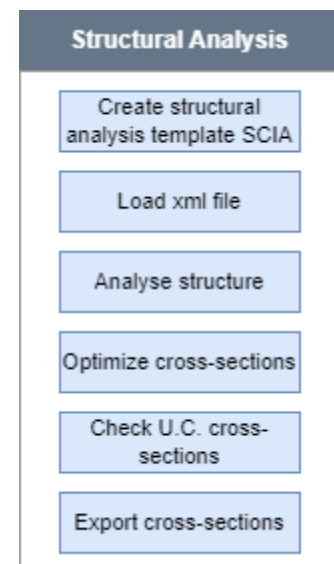 Structural Analysis
Create structural
analysis template SCIA
Load xml file
Analyse structure
Optimize cross-sections
Check U.C. cross-
sections
Export cross-sections